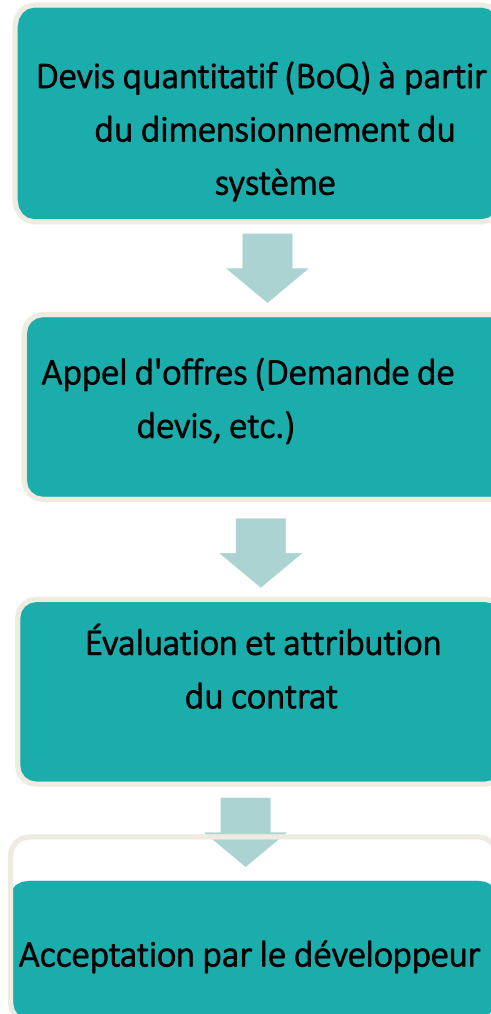 Devis quantitatif (BoQ) à partir
du dimensionnement du
système
Appel d'offres (Demande de
devis, etc.)
Évaluation et attribution
du contrat
Acceptation par le développeur